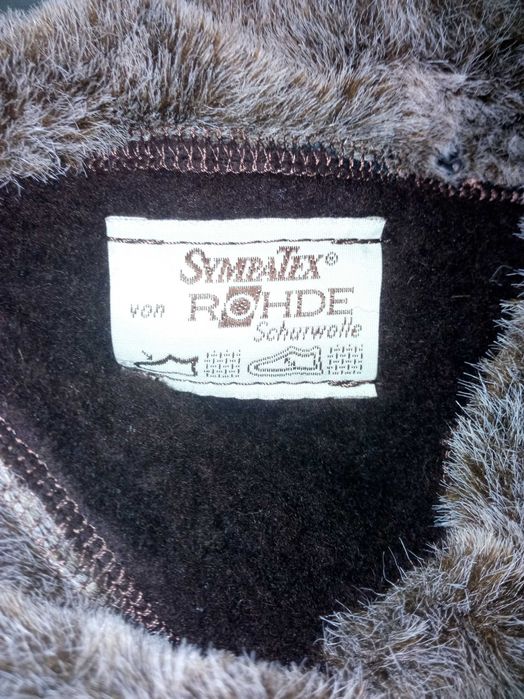 SYMPATEX®
von ROHDE
Schurwolle